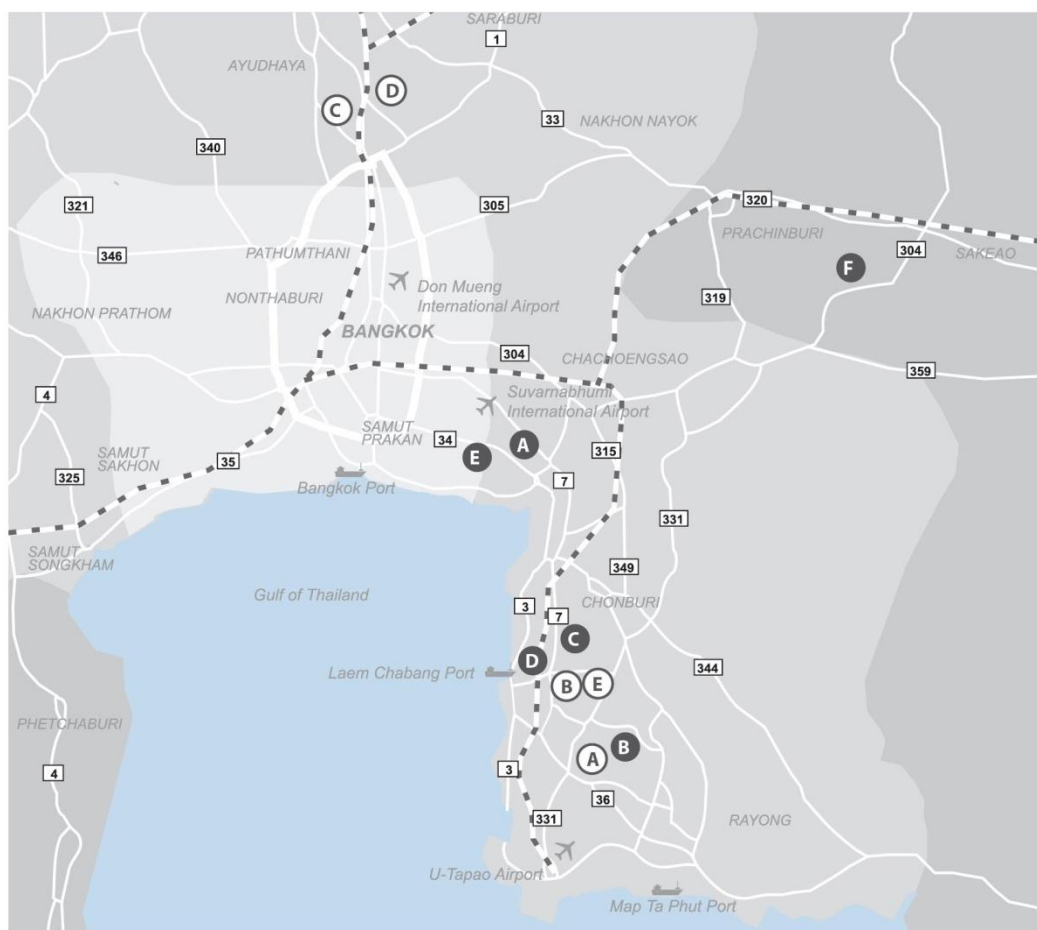 SARABURI
1
AYUDHAYA
D
C
33
NAKHON NAYOK
340
321
305
320
346
PATHUMTHANI
PRACHINBURI
304
SAKEAO
F
Don Mueng
International Airport
NONTHABURI
319
NAKHON PRATHOM
BANGKOK
304
CHACHOENGSAO
359
4
Suvarnabhumi
International Airport
SAMUT
PRAKAN
34
A
E
315
SAMUT
SAKHON
35
325
7
Bangkok Port
331
SAMUT
SONGKHAM
349
Gulf of Thailand
3
7
CHONBURI
C
D
Laem Chabang Port
344
B
E
PHETCHABURI
B
A
4
3
36
331
RAYONG
U-Tapao Airport
Map Ta Phut Port